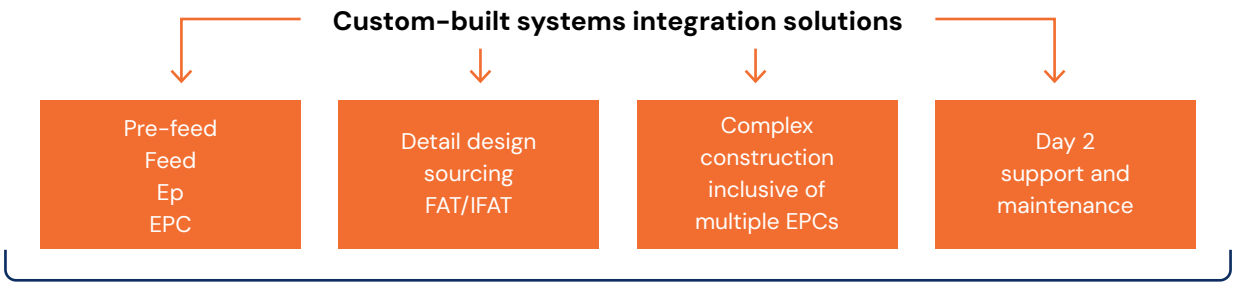 Custom-built systems integration solutions
Pre-feed
Feed
Ep
EPC
Detail design
sourcing
FAT/IFAT
Complex
construction
inclusive of
multiple EPCs
Day 2
support and
maintenance